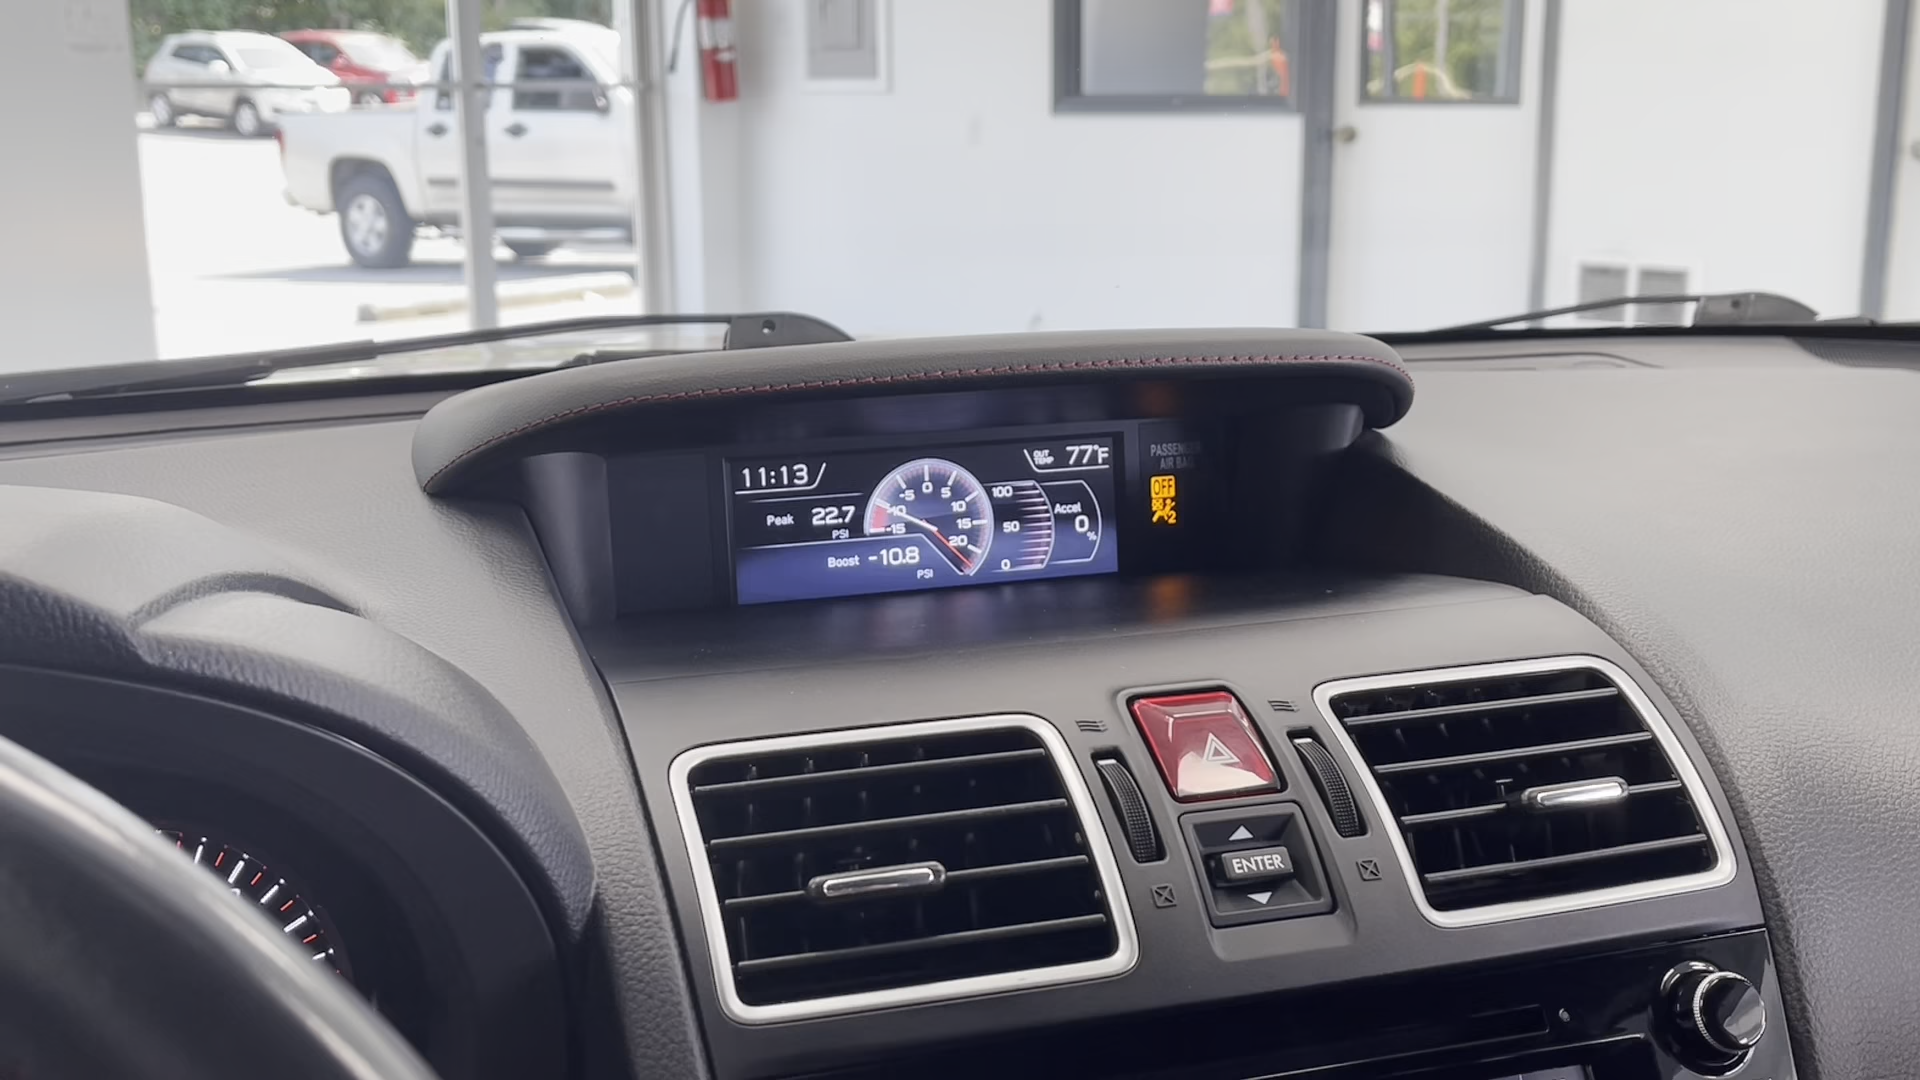 11:13
OUT TEMP 77°F
Peak 22.7 PSI
Boost -10.8 PSI
-15 -10 -5 0 5 10 15 20
100
50
0
Accel 0 %
PASSENGER
AIR BAG
OFF
2
ENTER